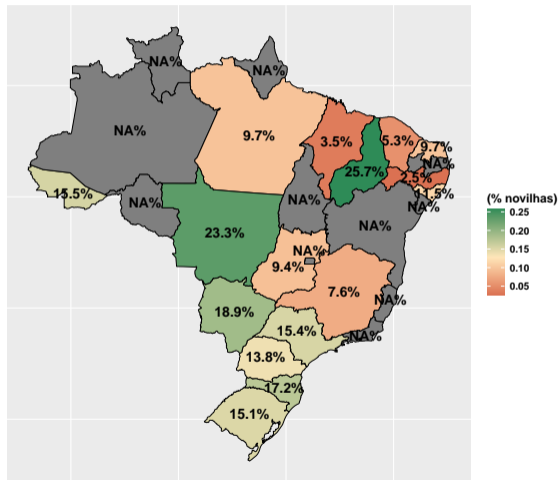 NA%
NA%
NA%
9.7%
3.5%
5.3%
9.7%
NA%
25.7%
2.5%
15.5%
NA%
NA%
NA%
NA%
23.3%
NA%
9.4%
7.6%
NA%
18.9%
15.4%
NA%
13.8%
17.2%
15.1%
(% novilhas)
0.25
0.20
0.15
0.10
0.05